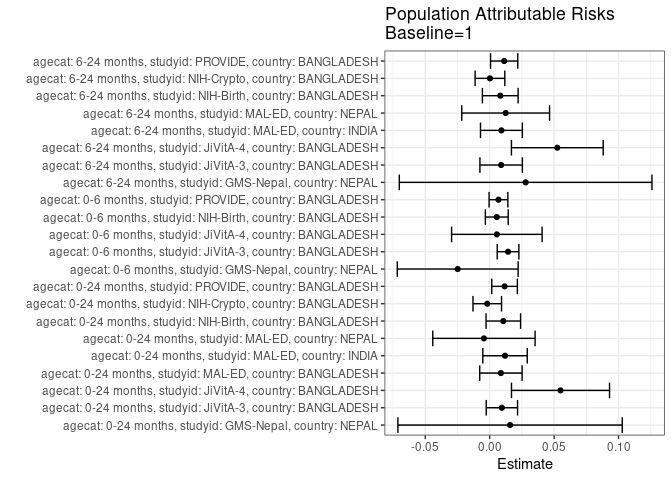 Population Attributable Risks
Baseline=1
agecat: 6-24 months, studyid: PROVIDE, country: BANGLADESH
agecat: 6-24 months, studyid: NIH-Crypto, country: BANGLADESH
agecat: 6-24 months, studyid: NIH-Birth, country: BANGLADESH
agecat: 6-24 months, studyid: MAL-ED, country: NEPAL
agecat: 6-24 months, studyid: MAL-ED, country: INDIA
agecat: 6-24 months, studyid: JiVitA-4, country: BANGLADESH
agecat: 6-24 months, studyid: JiVitA-3, country: BANGLADESH
agecat: 6-24 months, studyid: GMS-Nepal, country: NEPAL
agecat: 0-6 months, studyid: PROVIDE, country: BANGLADESH
agecat: 0-6 months, studyid: NIH-Birth, country: BANGLADESH
agecat: 0-6 months, studyid: JiVitA-4, country: BANGLADESH
agecat: 0-6 months, studyid: JiVitA-3, country: BANGLADESH
agecat: 0-6 months, studyid: GMS-Nepal, country: NEPAL
agecat: 0-24 months, studyid: PROVIDE, country: BANGLADESH
agecat: 0-24 months, studyid: NIH-Crypto, country: BANGLADESH
agecat: 0-24 months, studyid: NIH-Birth, country: BANGLADESH
agecat: 0-24 months, studyid: MAL-ED, country: NEPAL
agecat: 0-24 months, studyid: MAL-ED, country: INDIA
agecat: 0-24 months, studyid: MAL-ED, country: BANGLADESH
agecat: 0-24 months, studyid: JiVitA-4, country: BANGLADESH
agecat: 0-24 months, studyid: JiVitA-3, country: BANGLADESH
agecat: 0-24 months, studyid: GMS-Nepal, country: NEPAL
-0.05 0.00 0.05 0.10
Estimate